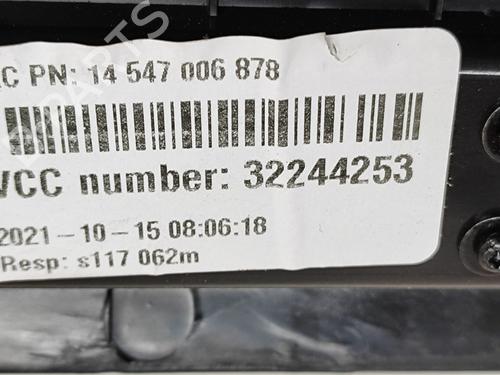 C PN: 14 547 006 878
VCC number: 32244253
2021-10-15 08:06:18
Resp: s117 062m